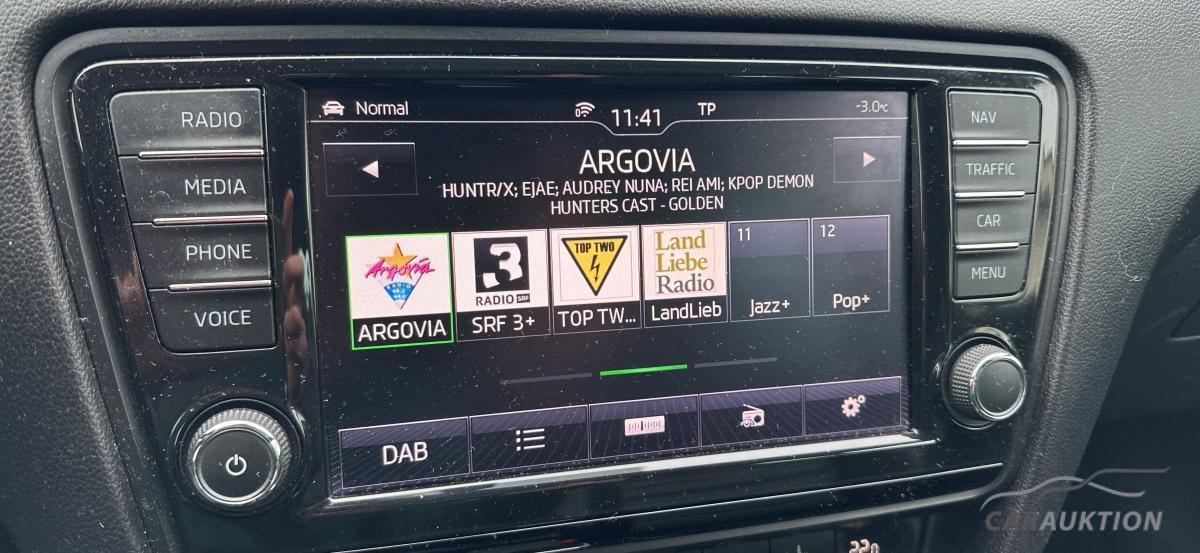 RADIO
MEDIA
PHONE
VOICE
Normal
11:41
TP
-3.0°C
ARGOVIA
HUNTR/X; EJAE; AUDREY NUNA; REI AMI; KPOP DEMON
HUNTERS CAST - GOLDEN
Argovia
RADIO
ARGOVIA
3
RADIO SRF
SRF 3+
TOP TWO
TOP TW...
Land
Liebe
Radio
LandLieb
11
Jazz+
12
Pop+
DAB
NAV
TRAFFIC
CAR
MENU
CARAUKTION